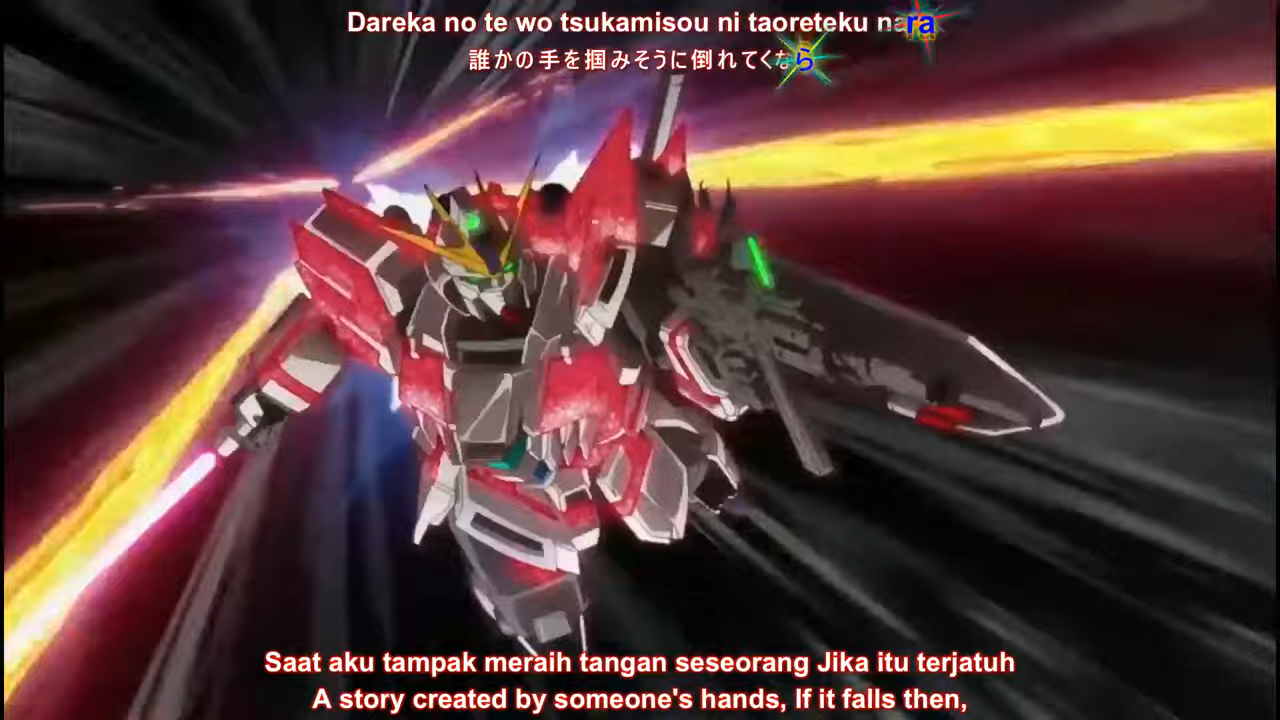 Dareka no te wo tsukamisou ni taoreteku nara
誰かの手を掴みそうに倒れてくなら
Saat aku tampak meraih tangan seseorang Jika itu terjatuh
A story created by someone's hands, If it falls then,